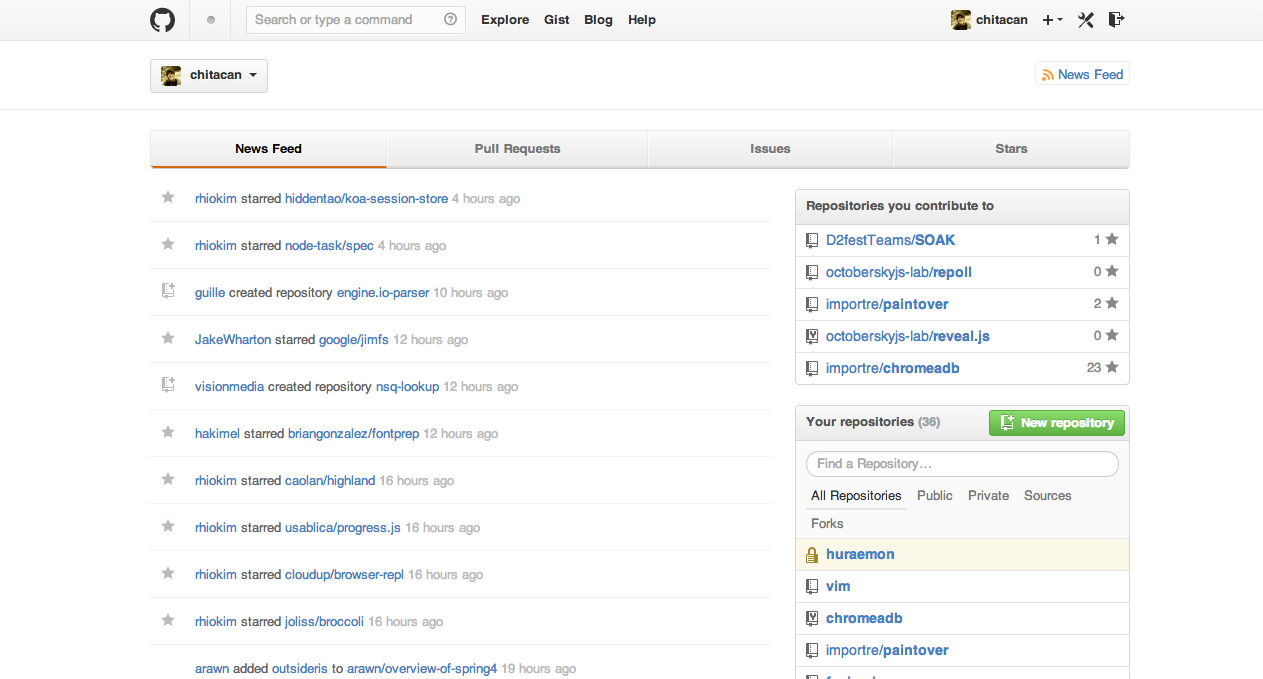 Search or type a command Explore Gist Blog Help chitacan
chitacan News Feed
News Feed Pull Requests Issues Stars
rhiokim starred hiddentao/koa-session-store 4 hours ago
rhiokim starred node-task/spec 4 hours ago
guille created repository engine.io-parser 10 hours ago
JakeWharton starred google/jimfs 12 hours ago
visionmedia created repository nsq-lookup 12 hours ago
hakimel starred briangonzalez/fontprep 12 hours ago
rhiokim starred caolan/highland 16 hours ago
rhiokim starred usablica/progress.js 16 hours ago
rhiokim starred cloudup/browser-repl 16 hours ago
rhiokim starred joliss/broccoli 16 hours ago
arawn added outsideris to arawn/overview-of-spring4 19 hours ago
Repositories you contribute to
D2festTeams/SOAK 1
octoberskyjs-lab/repoll 0
importre/paintover 2
octoberskyjs-lab/reveal.js 0
importre/chromeadb 23
Your repositories (36) New repository
Find a Repository…
All Repositories Public Private Sources
Forks
huraemon
vim
chromeadb
importre/paintover